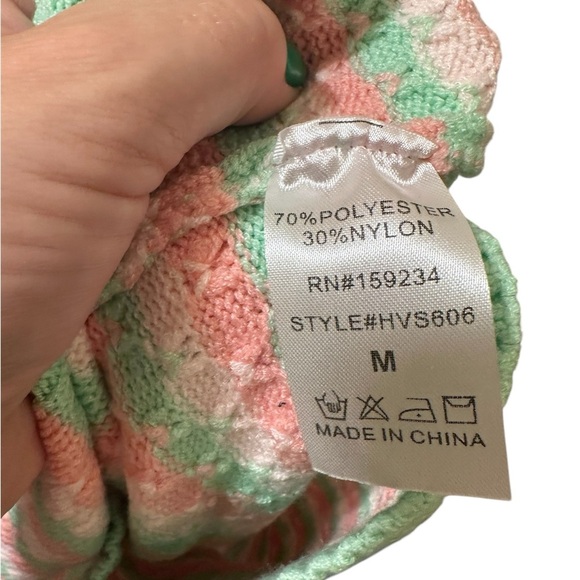 70%POLYESTER
30%NYLON
RN#159234
STYLE#HVS606
M
MADE IN CHINA